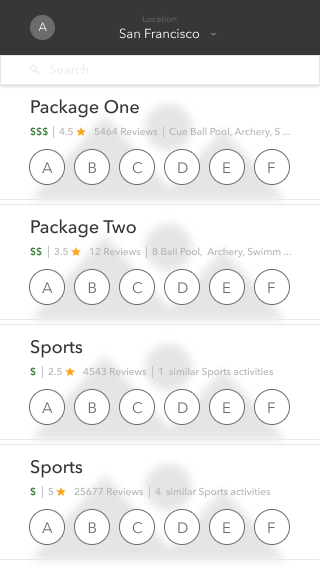 Location
A
San Francisco
Search
Package One
$$$ | 4.5 5464 Reviews | Cue Ball Pool, Archery, S ...
A B C D E F
Package Two
$$ | 3.5 12 Reviews | 8 Ball Pool, Archery, Swimm ...
A B C D E F
Sports
$ | 2.5 4543 Reviews | 1 similar Sports activities
A B C D E F
Sports
$ | 5 25677 Reviews | 4 similar Sports activities
A B C D E F